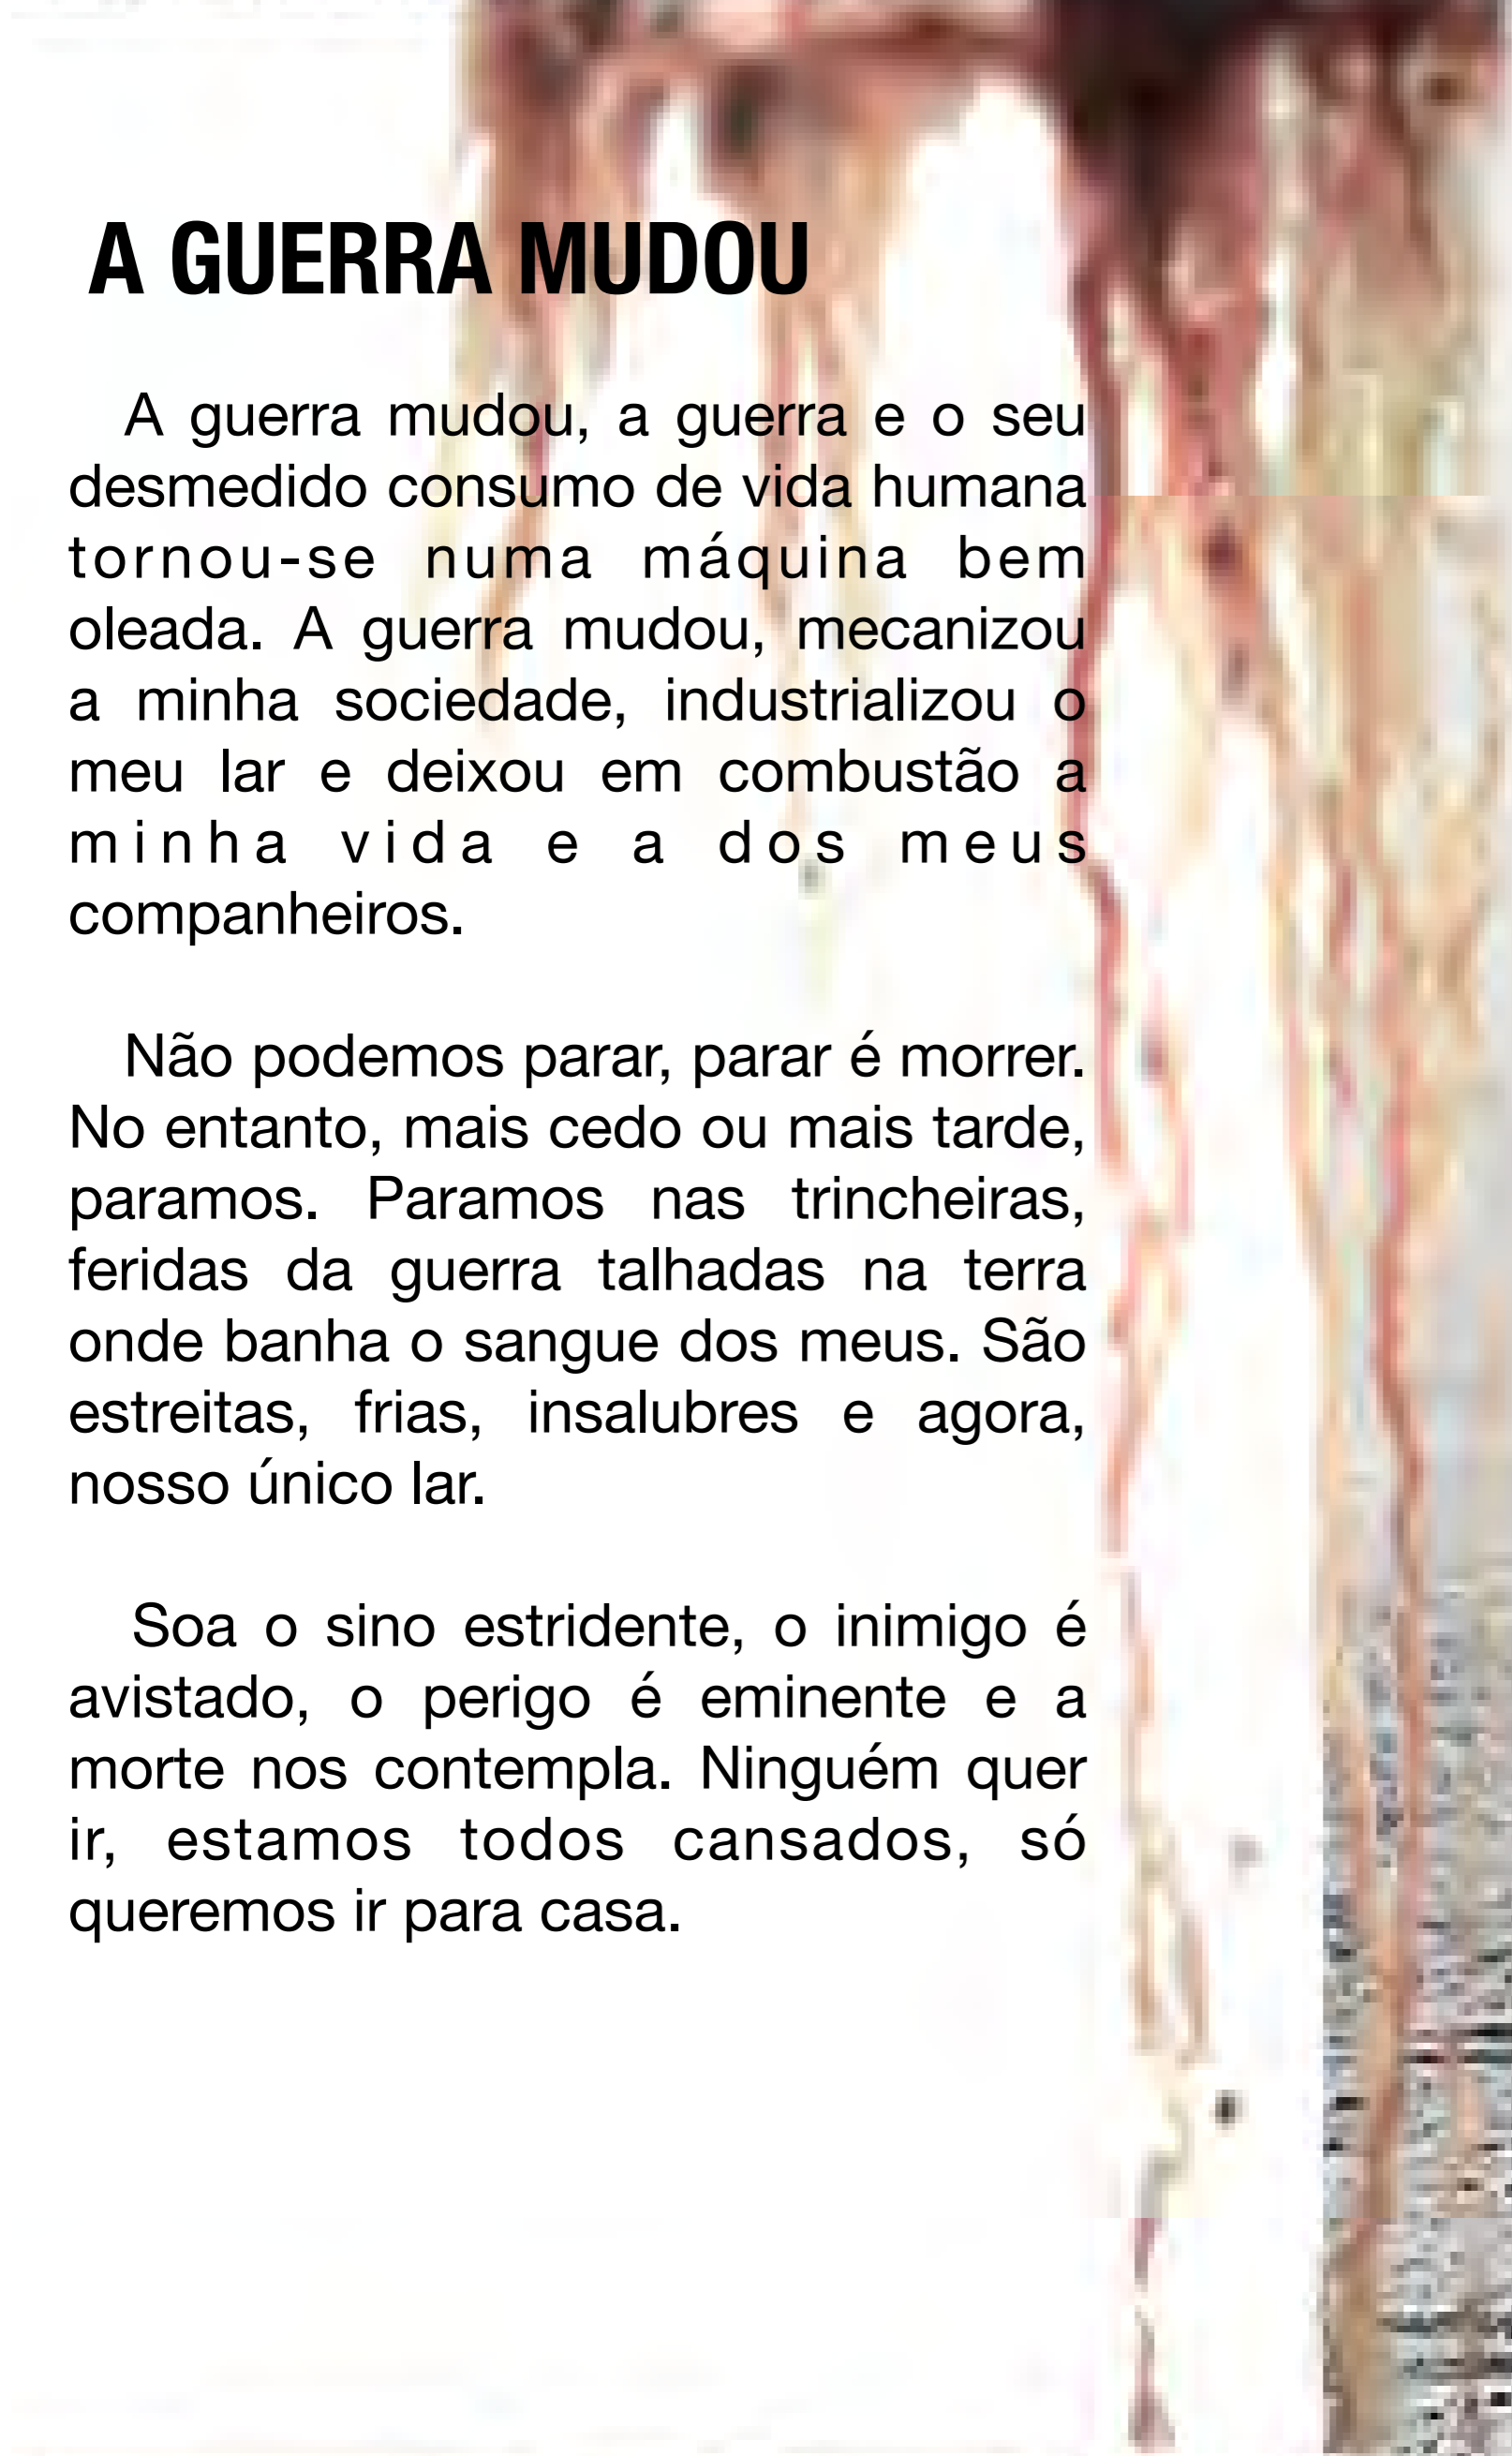 A GUERRA MUDOU
A guerra mudou, a guerra e o seu
desmedido consumo de vida humana
tornou-se numa máquina bem
oleada. A guerra mudou, mecanizou
a minha sociedade, industrializou o
meu lar e deixou em combustão a
minha vida e a dos meus
companheiros.
Não podemos parar, parar é morrer.
No entanto, mais cedo ou mais tarde,
paramos. Paramos nas trincheiras,
feridas da guerra talhadas na terra
onde banha o sangue dos meus. São
estreitas, frias, insalubres e agora,
nosso único lar.
Soa o sino estridente, o inimigo é
avistado, o perigo é eminente e a
morte nos contempla. Ninguém quer
ir, estamos todos cansados, só
queremos ir para casa.